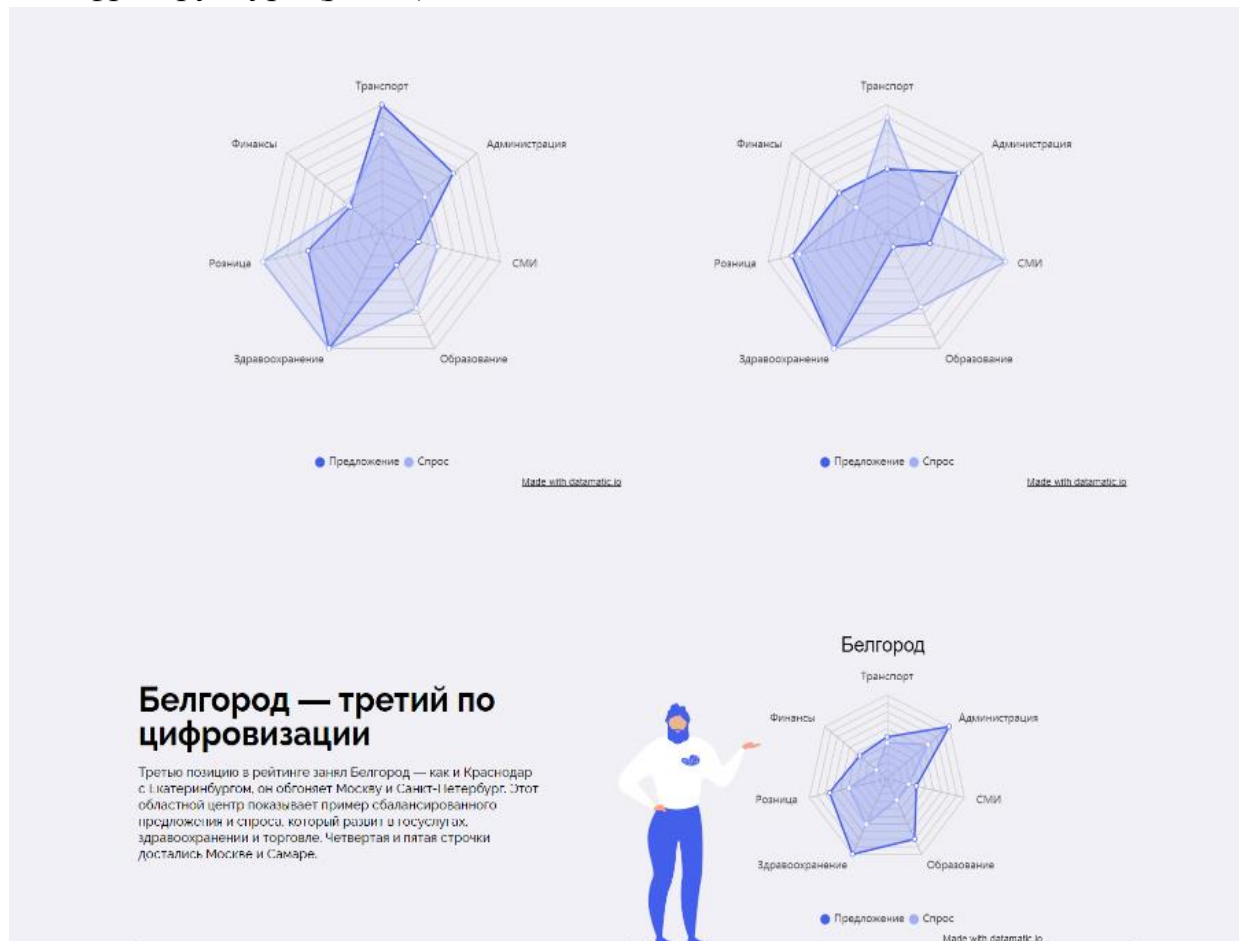 Транспорт
Финансы
Администрация
Розница
СМИ
Здравоохранение
Образование
Предложение Спрос
Made with datamatic.io
Транспорт
Финансы
Администрация
Розница
СМИ
Здравоохранение
Образование
Предложение Спрос
Made with datamatic.io
Белгород — третий по
цифровизации
Третью позицию в рейтинге занял Белгород — как и Краснодар
с Екатеринбургом, он обгоняет Москву и Санкт-Петербург. Этот
областной центр показывает пример сбалансированного
предложения и спроса, который развит в госуслугах,
здравоохранении и торговле. Четвертая и пятая строчки
достались Москве и Самаре.
Белгород
Транспорт
Финансы
Администрация
Розница
СМИ
Здравоохранение
Образование
Предложение Спрос
Made with datamatic.io